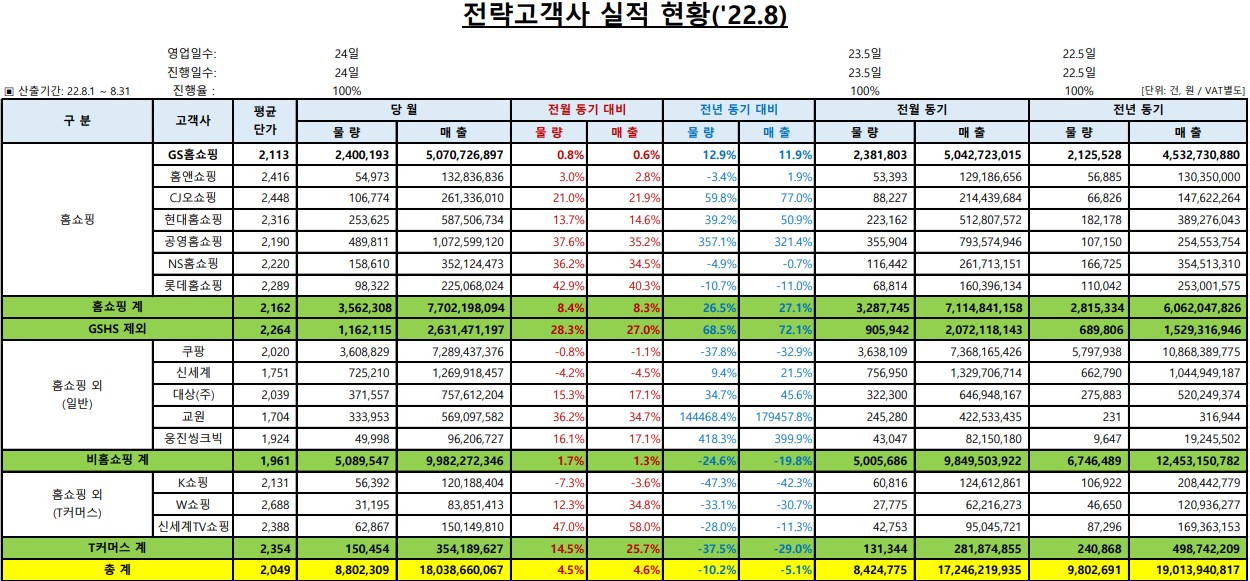 전략고객사 실적 현황('22.8)
영업일수: 24일 23.5일 22.5일
진행일수: 24일 23.5일 22.5일
▣ 산출기간: 22.8.1 ~ 8.31 진행율 : 100% 100% 100% [단위: 건, 원 / VAT별도]
구 분 고객사 평균 단가 당 월 전월 동기 대비 전년 동기 대비 전월 동기 전년 동기
물 량 매 출 물 량 매 출 물 량 매 출 물 량 매 출 물 량 매 출
홈쇼핑
GS홈쇼핑 2,113 2,400,193 5,070,726,897 0.8% 0.6% 12.9% 11.9% 2,381,803 5,042,723,015 2,125,528 4,532,730,880
홈앤쇼핑 2,416 54,973 132,836,836 3.0% 2.8% -3.4% 1.9% 53,393 129,186,656 56,885 130,350,000
CJ오쇼핑 2,448 106,774 261,336,010 21.0% 21.9% 59.8% 77.0% 88,227 214,439,684 66,826 147,622,264
현대홈쇼핑 2,316 253,625 587,506,734 13.7% 14.6% 39.2% 50.9% 223,162 512,807,572 182,178 389,276,043
공영홈쇼핑 2,190 489,811 1,072,599,120 37.6% 35.2% 357.1% 321.4% 355,904 793,574,946 107,150 254,553,754
NS홈쇼핑 2,220 158,610 352,124,473 36.2% 34.5% -4.9% -0.7% 116,442 261,713,151 166,725 354,513,310
롯데홈쇼핑 2,289 98,322 225,068,024 42.9% 40.3% -10.7% -11.0% 68,814 160,396,134 110,042 253,001,575
홈쇼핑 계 2,162 3,562,308 7,702,198,094 8.4% 8.3% 26.5% 27.1% 3,287,745 7,114,841,158 2,815,334 6,062,047,826
GSHS 제외 2,264 1,162,115 2,631,471,197 28.3% 27.0% 68.5% 72.1% 905,942 2,072,118,143 689,806 1,529,316,946
홈쇼핑 외
(일반)
쿠팡 2,020 3,608,829 7,289,437,376 -0.8% -1.1% -37.8% -32.9% 3,638,109 7,368,165,426 5,797,938 10,868,389,775
신세계 1,751 725,210 1,269,918,457 -4.2% -4.5% 9.4% 21.5% 756,950 1,329,706,714 662,790 1,044,949,187
대상(주) 2,039 371,557 757,612,204 15.3% 17.1% 34.7% 45.6% 322,300 646,948,167 275,883 520,249,374
교원 1,704 333,953 569,097,582 36.2% 34.7% 144468.4% 179457.8% 245,280 422,533,435 231 316,944
웅진씽크빅 1,924 49,998 96,206,727 16.1% 17.1% 418.3% 399.9% 43,047 82,150,180 9,647 19,245,502
비홈쇼핑 계 1,961 5,089,547 9,982,272,346 1.7% 1.3% -24.6% -19.8% 5,005,686 9,849,503,922 6,746,489 12,453,150,782
홈쇼핑 외
(T커머스)
K쇼핑 2,131 56,392 120,188,404 -7.3% -3.6% -47.3% -42.3% 60,816 124,612,861 106,922 208,442,779
W쇼핑 2,688 31,195 83,851,413 12.3% 34.8% -33.1% -30.7% 27,775 62,216,273 46,650 120,936,277
신세계TV쇼핑 2,388 62,867 150,149,810 47.0% 58.0% -28.0% -11.3% 42,753 95,045,721 87,296 169,363,153
T커머스 계 2,354 150,454 354,189,627 14.5% 25.7% -37.5% -29.0% 131,344 281,874,855 240,868 498,742,209
총 계 2,049 8,802,309 18,038,660,067 4.5% 4.6% -10.2% -5.1% 8,424,775 17,246,219,935 9,802,691 19,013,940,817